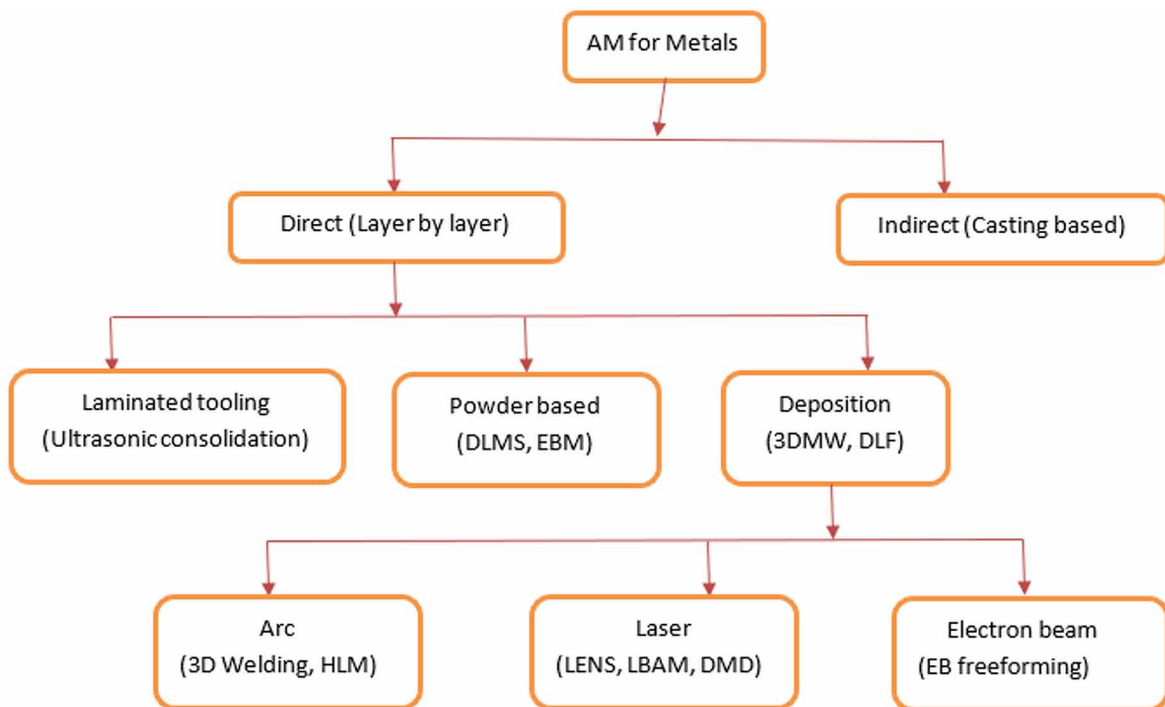 AM for Metals
Direct (Layer by layer)
Indirect (Casting based)
Laminated tooling
(Ultrasonic consolidation)
Powder based
(DLMS, EBM)
Deposition
(3DMW, DLF)
Arc
(3D Welding, HLM)
Laser
(LENS, LBAM, DMD)
Electron beam
(EB freeforming)